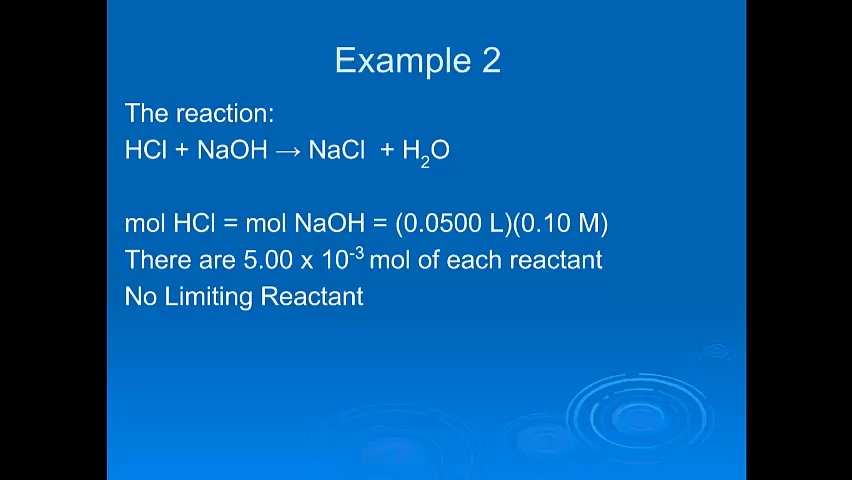 Example 2
The reaction:
HCl + NaOH → NaCl + H₂O
mol HCl = mol NaOH = (0.0500 L)(0.10 M)
There are 5.00 x 10⁻³ mol of each reactant
No Limiting Reactant